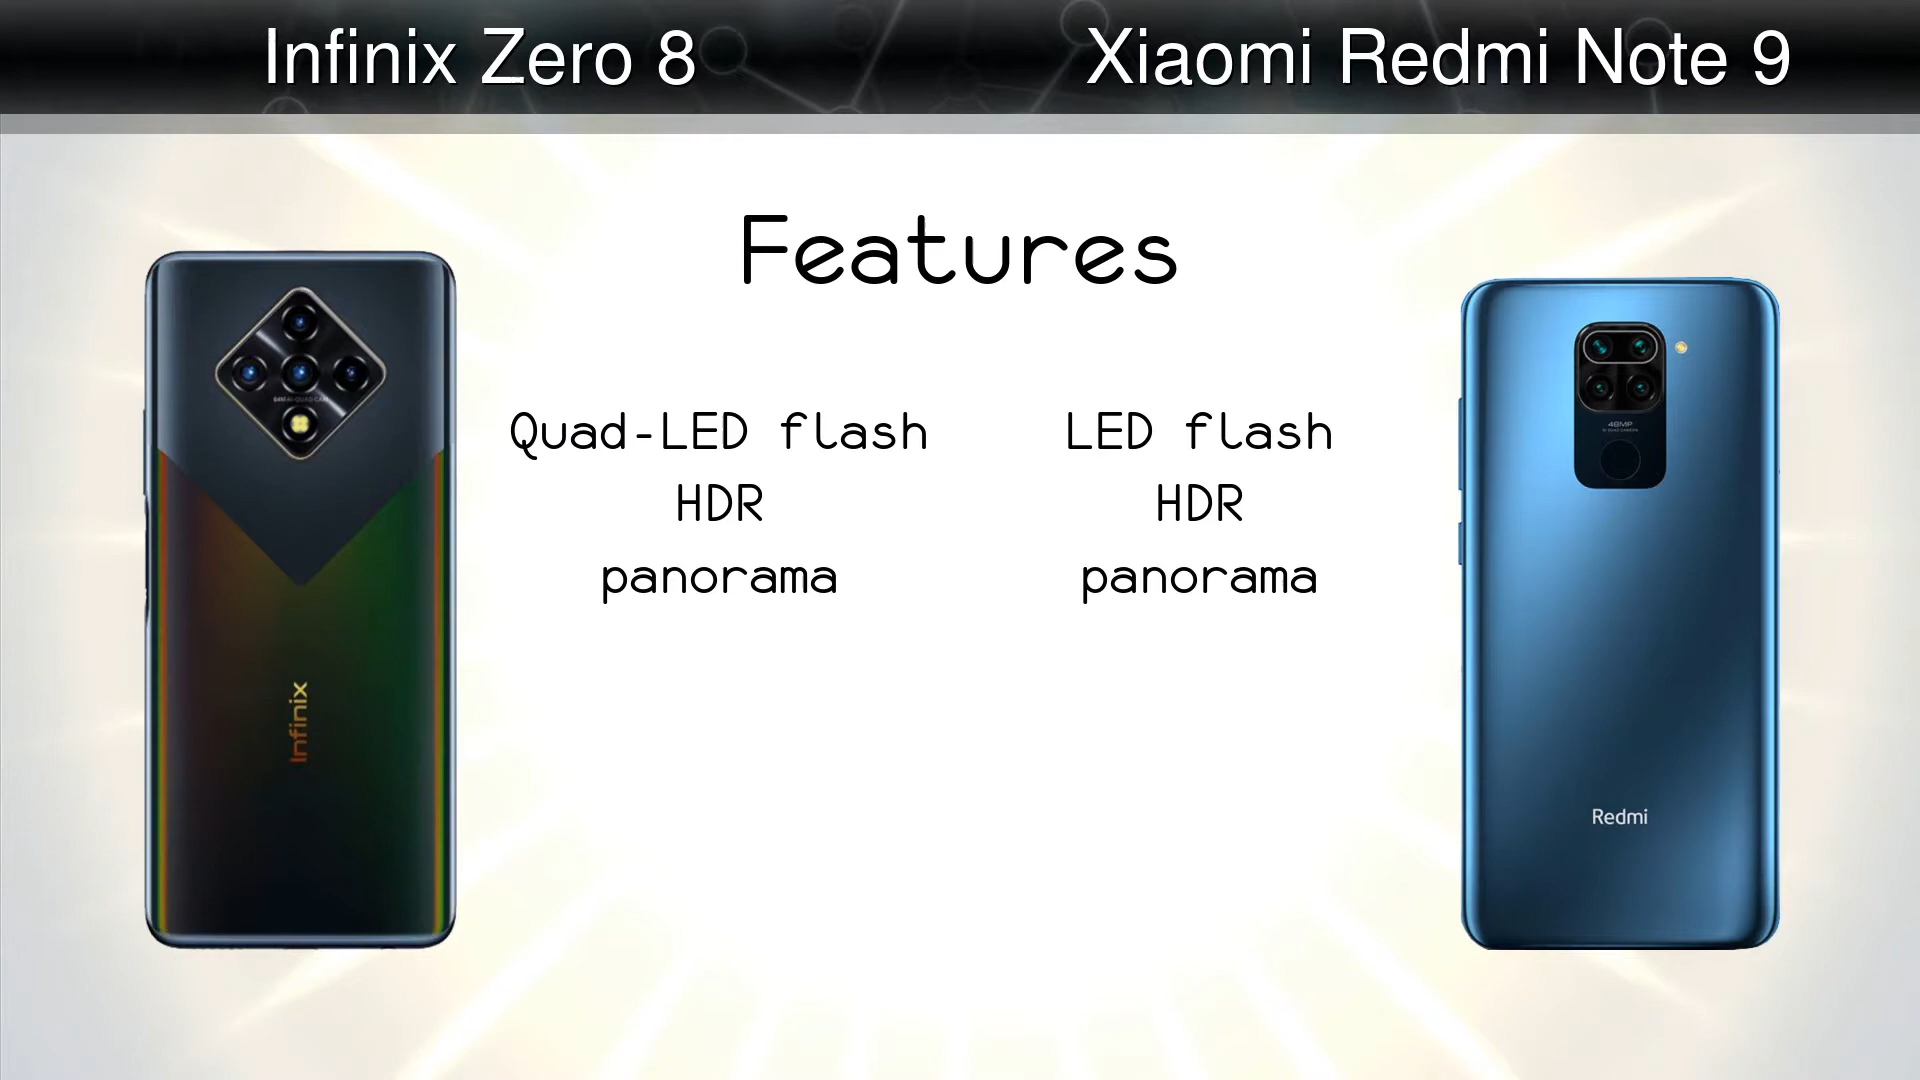 Infinix Zero 8
Xiaomi Redmi Note 9
Features
Quad-LED flash
HDR
panorama
LED flash
HDR
panorama
Infinix
48MP
Redmi